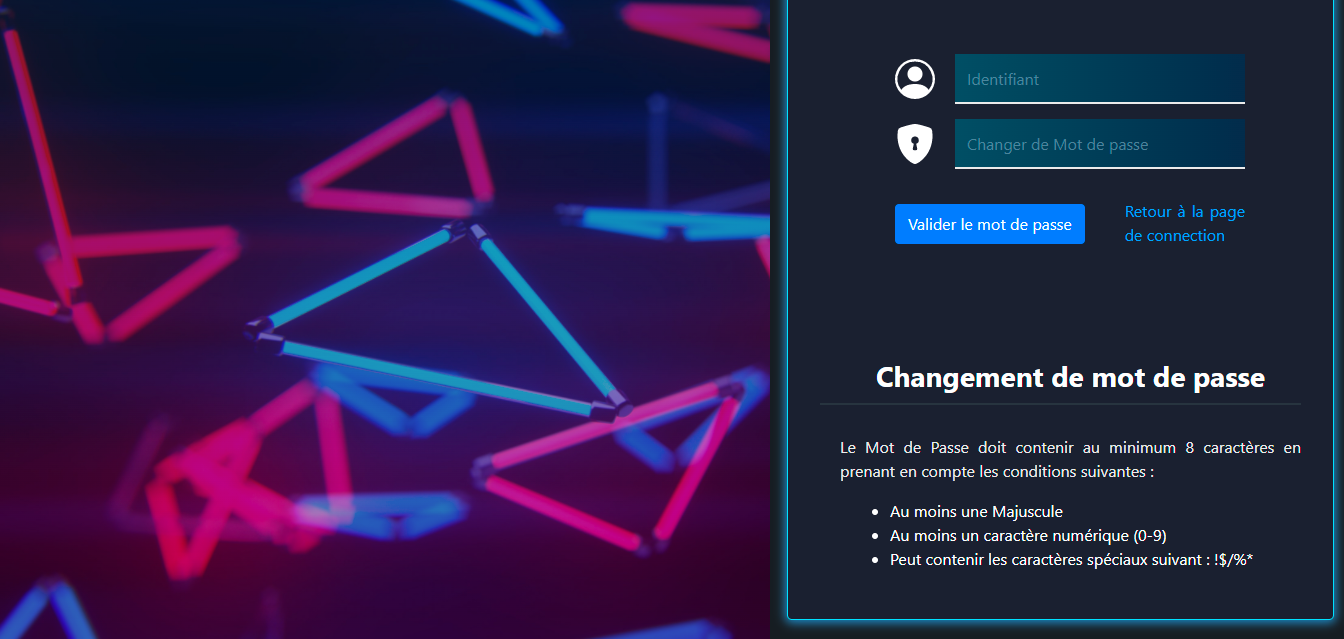 Identifiant
Changer de Mot de passe
Valider le mot de passe
Retour à la page
de connection
Changement de mot de passe
Le Mot de Passe doit contenir au minimum 8 caractères en
prenant en compte les conditions suivantes :
Au moins une Majuscule
Au moins un caractère numérique (0-9)
Peut contenir les caractères spéciaux suivant : !$/%*